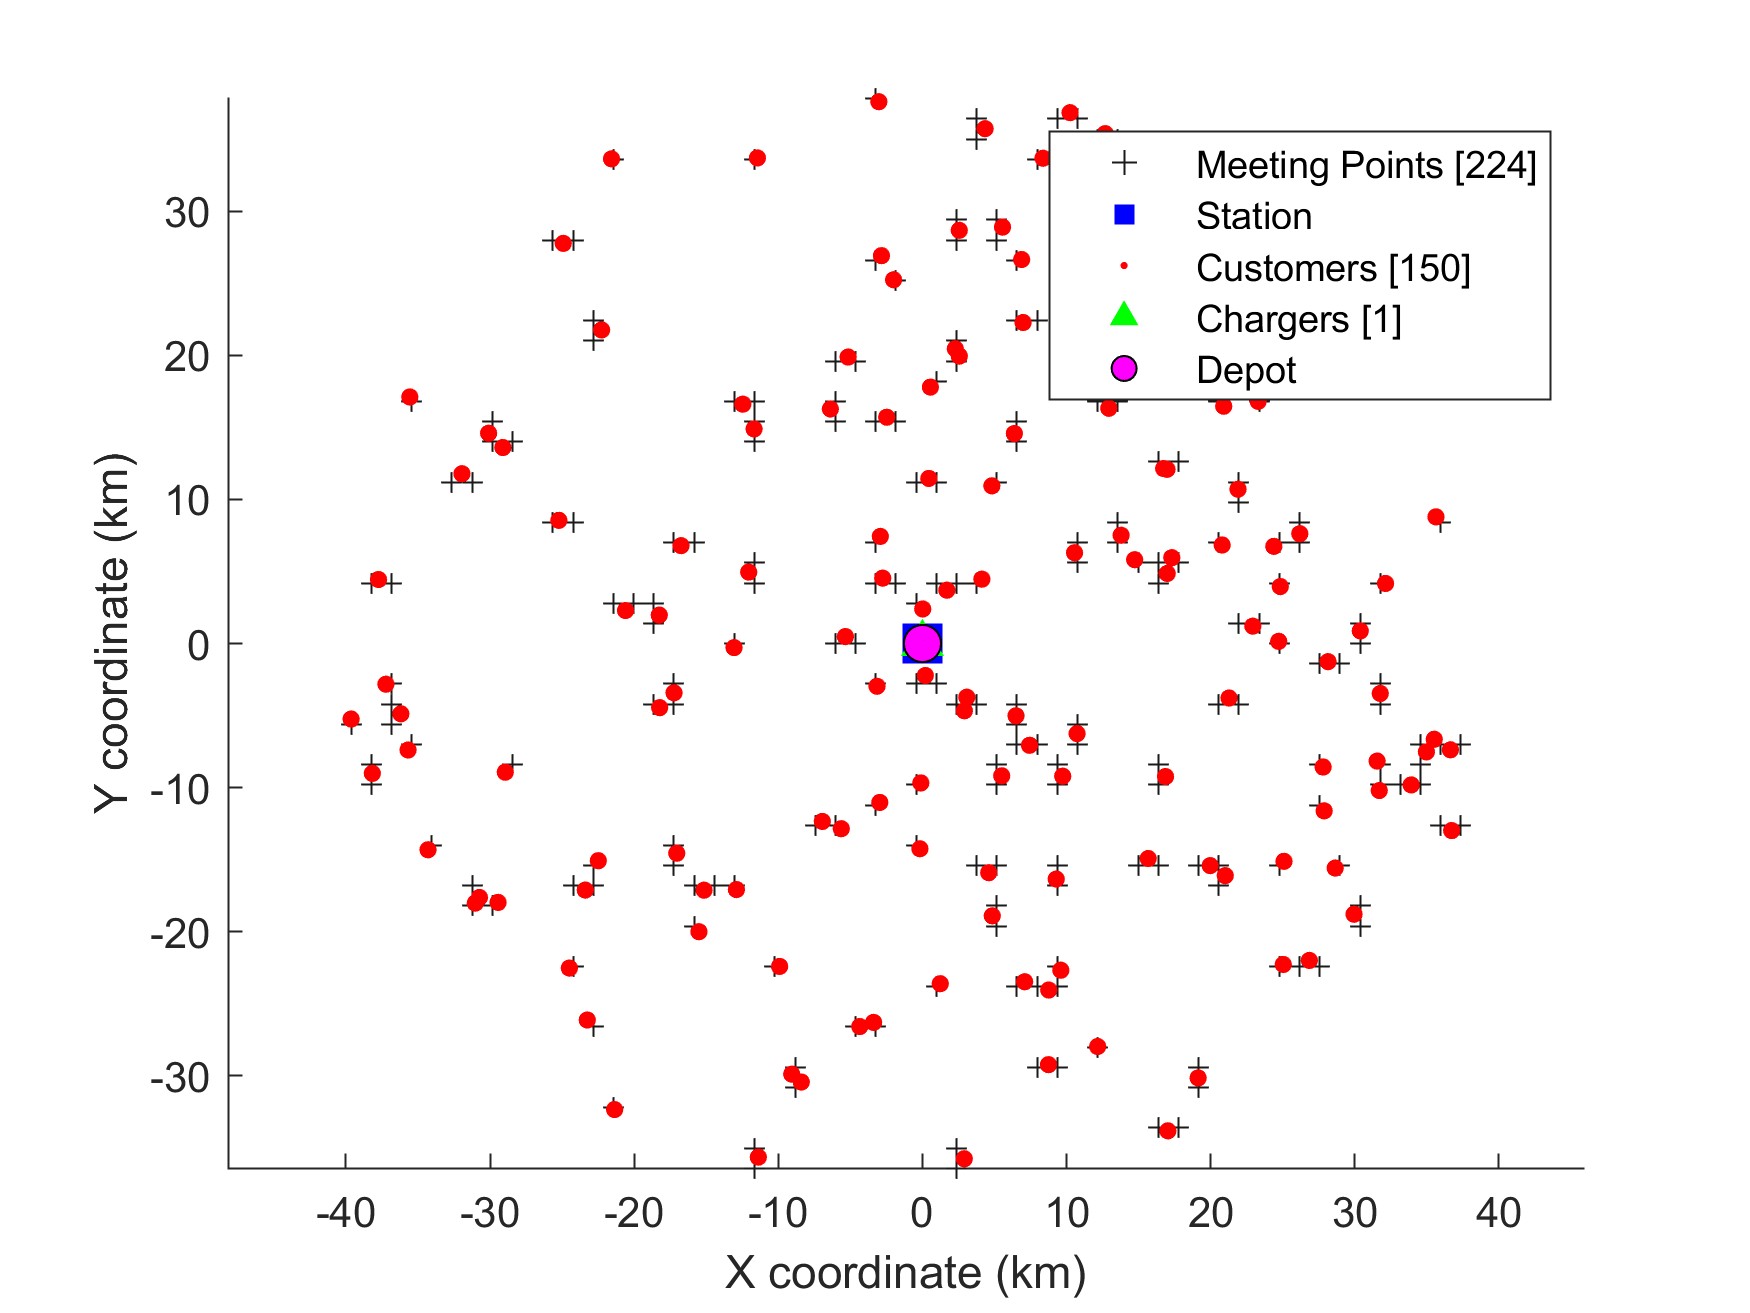 Meeting Points [224]
Station
Customers [150]
Chargers [1]
Depot
30
20
10
0
-10
-20
-30
Y coordinate (km)
-40 -30 -20 -10 0 10 20 30 40
X coordinate (km)